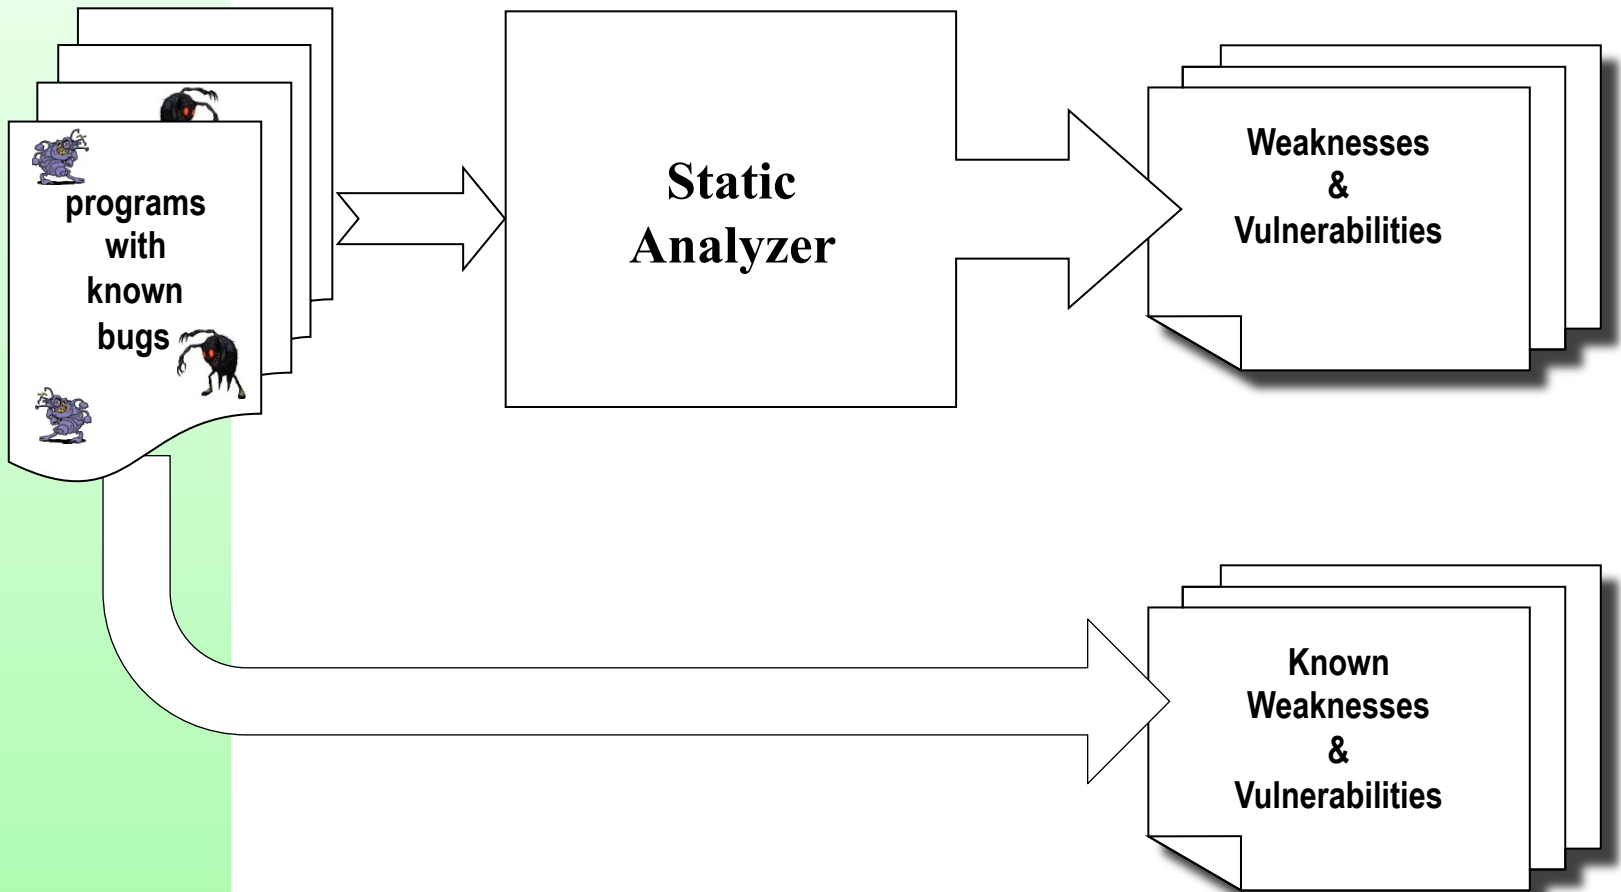 programs
with
known
bugs
Static
Analyzer
Weaknesses
&
Vulnerabilities
Known
Weaknesses
&
Vulnerabilities